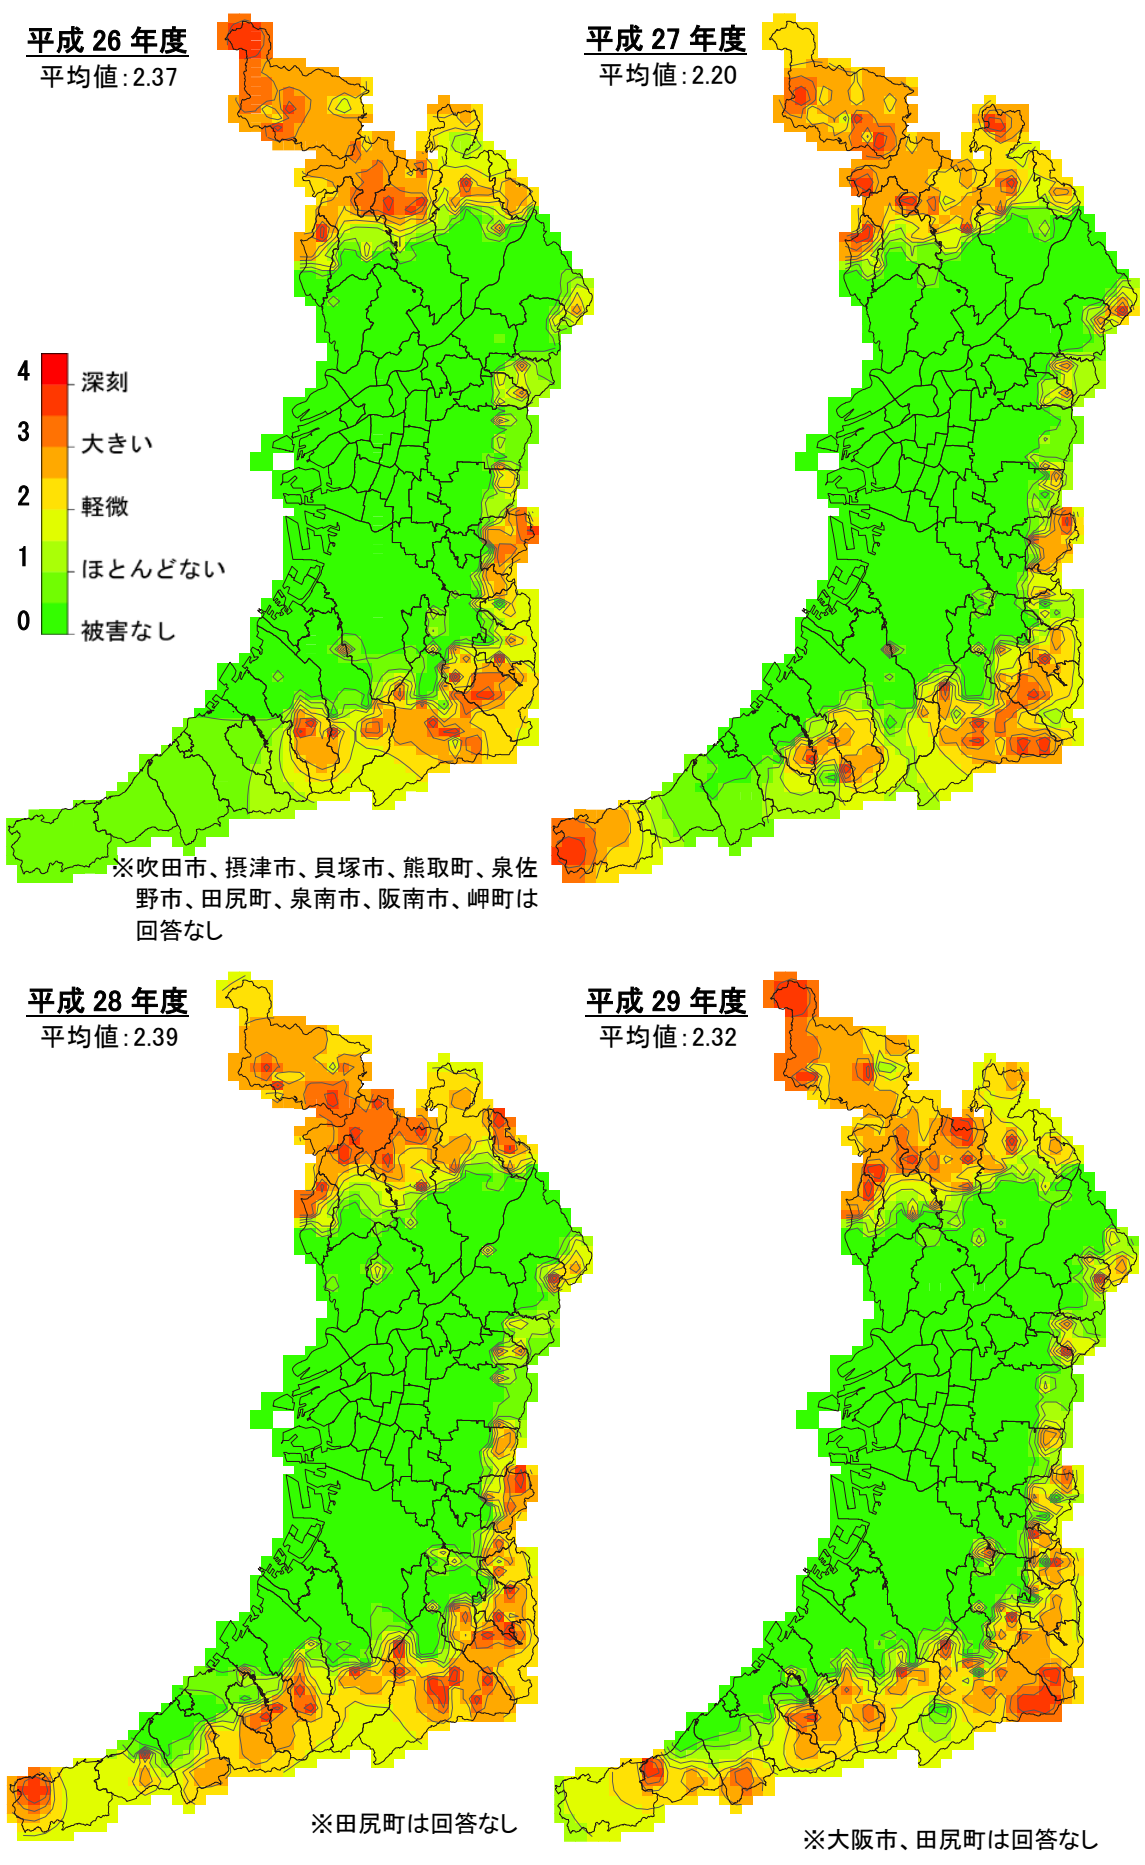 平成 26 年度
平均値：2.37
平成 27 年度
平均値：2.20
4
深刻
3
大きい
2
軽微
1
ほとんどない
0
被害なし
※吹田市、摂津市、貝塚市、熊取町、泉佐
野市、田尻町、泉南市、阪南市、岬町は
回答なし
平成 28 年度
平均値：2.39
平成 29 年度
平均値：2.32
※田尻町は回答なし
※大阪市、田尻町は回答なし